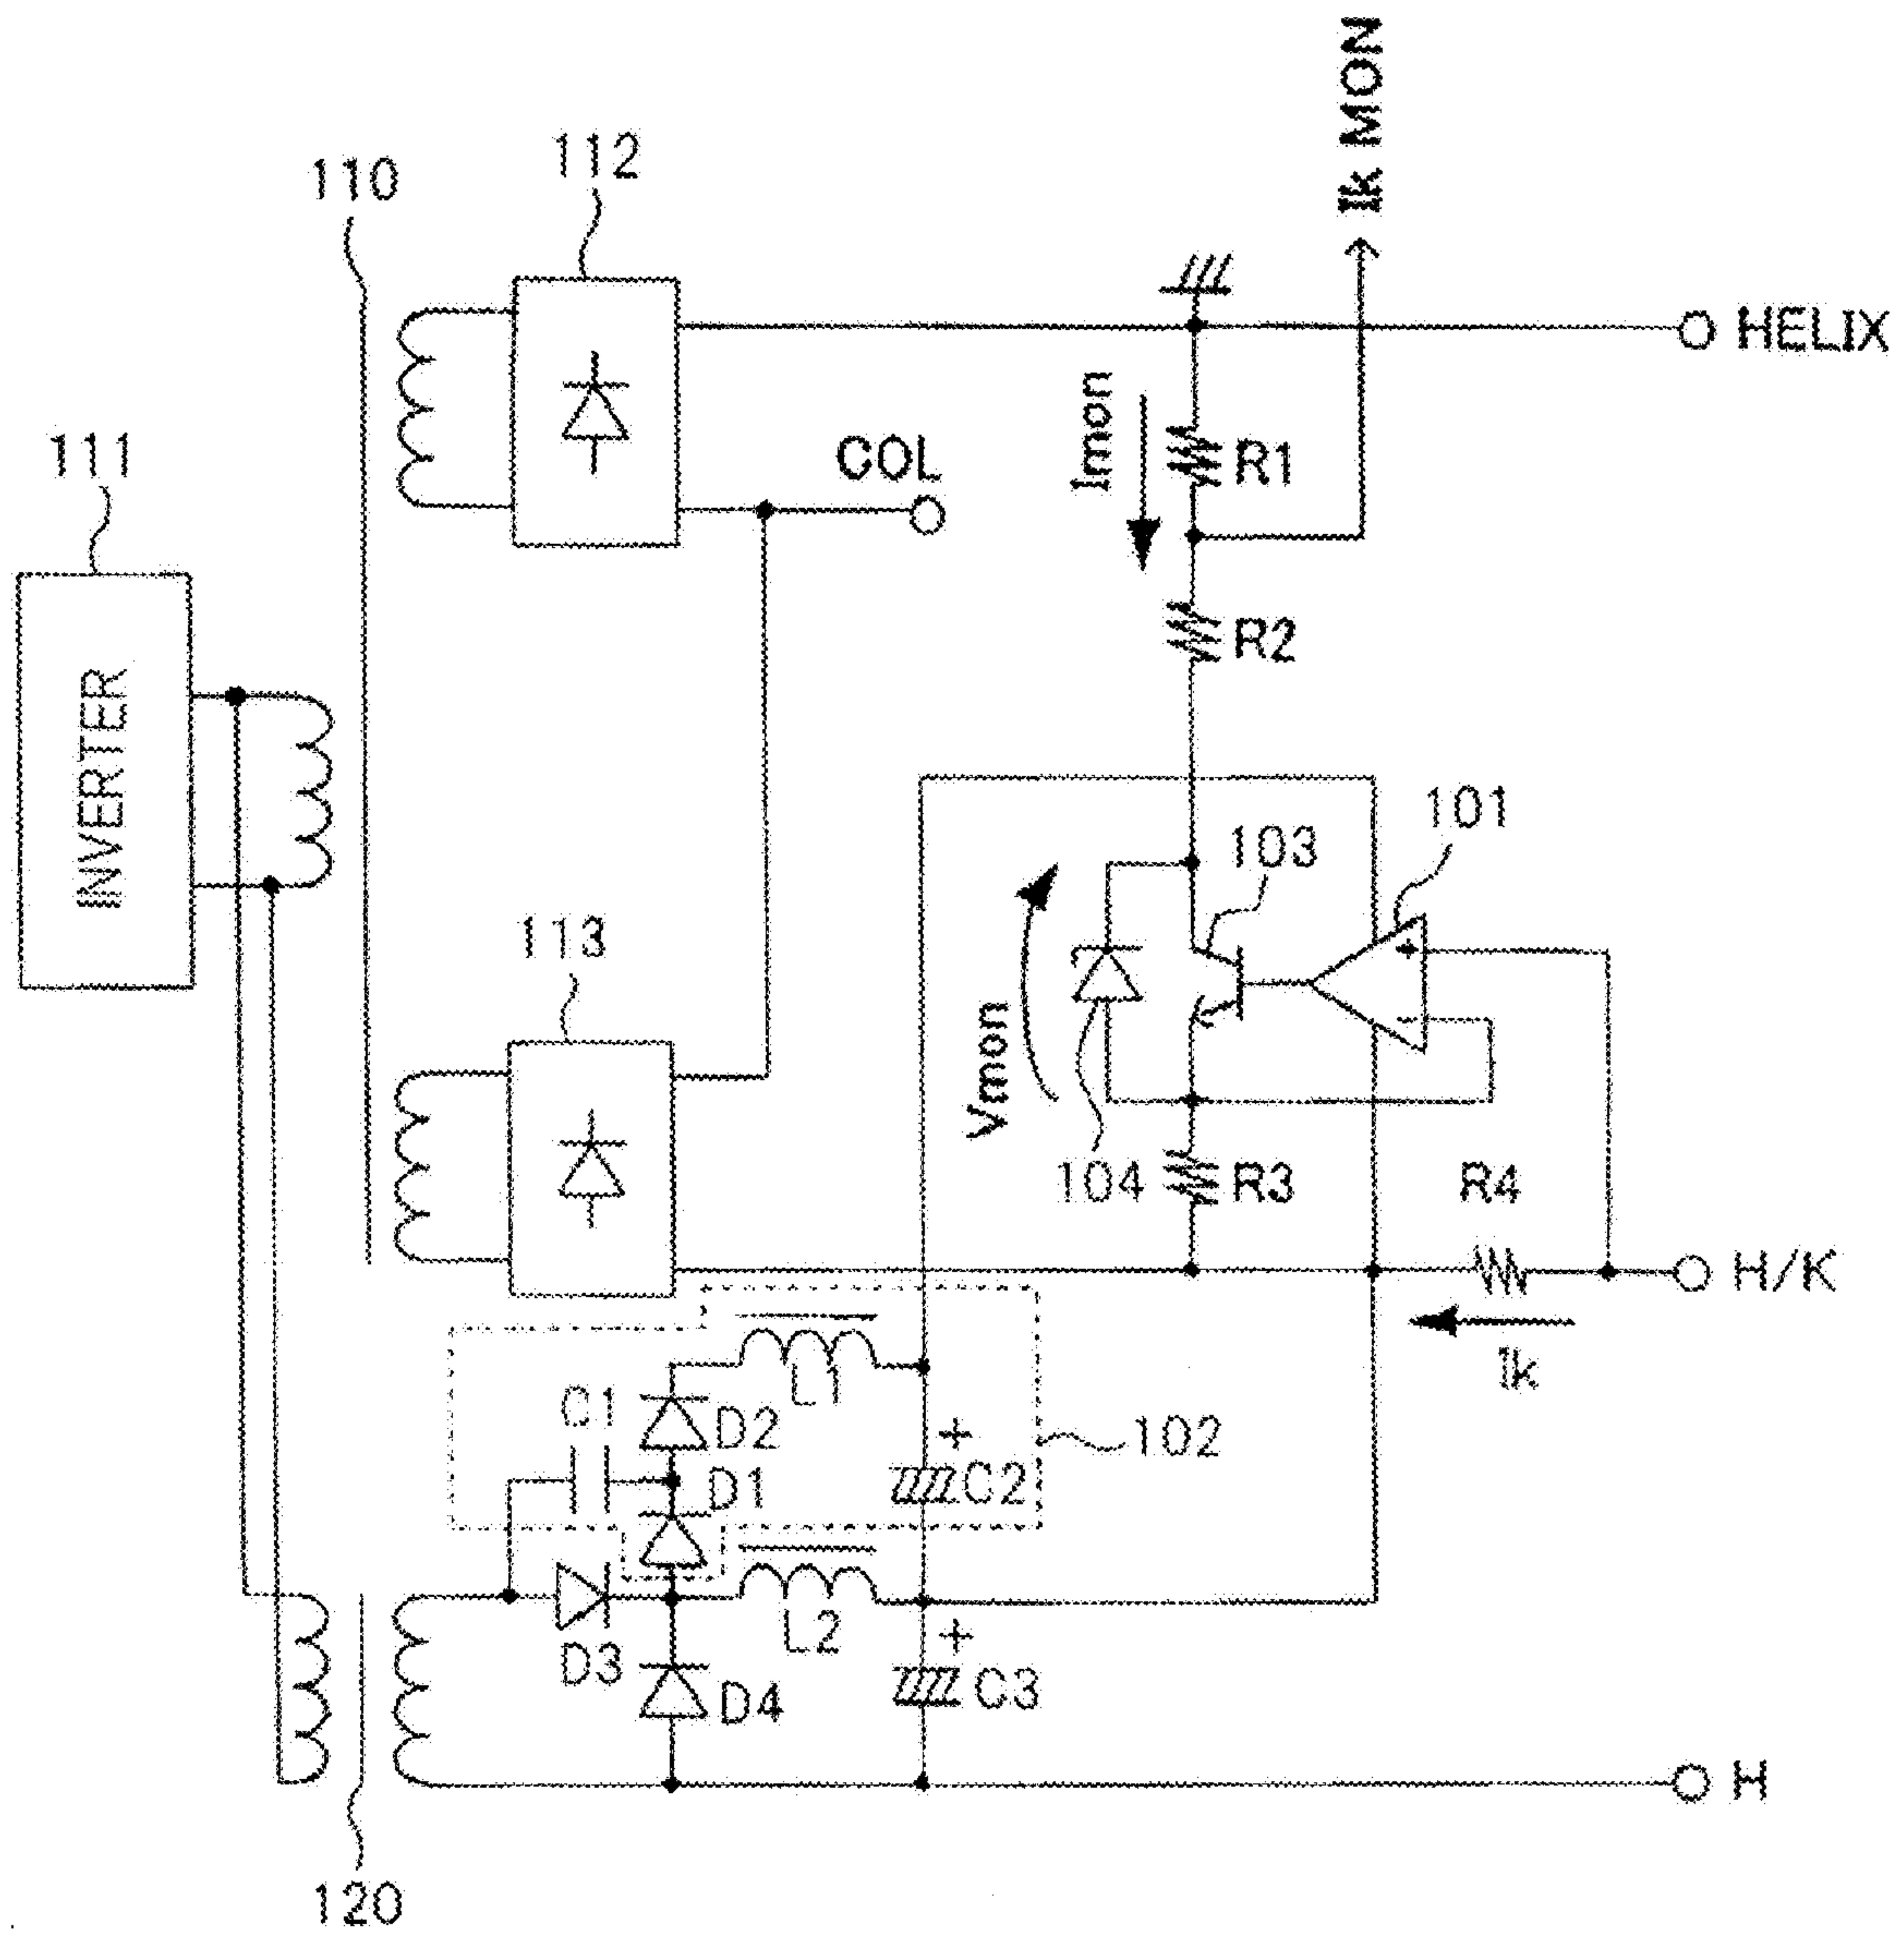 Ik MON
112
110
HELIX
111
COL
Imon
R1
R2
INVERTER
101
103
113
Vmon
104
R3
R4
H/K
Ik
L1
C1
D2
102
D1
+
C2
L2
+
D3
C3
D4
H
120
+
-